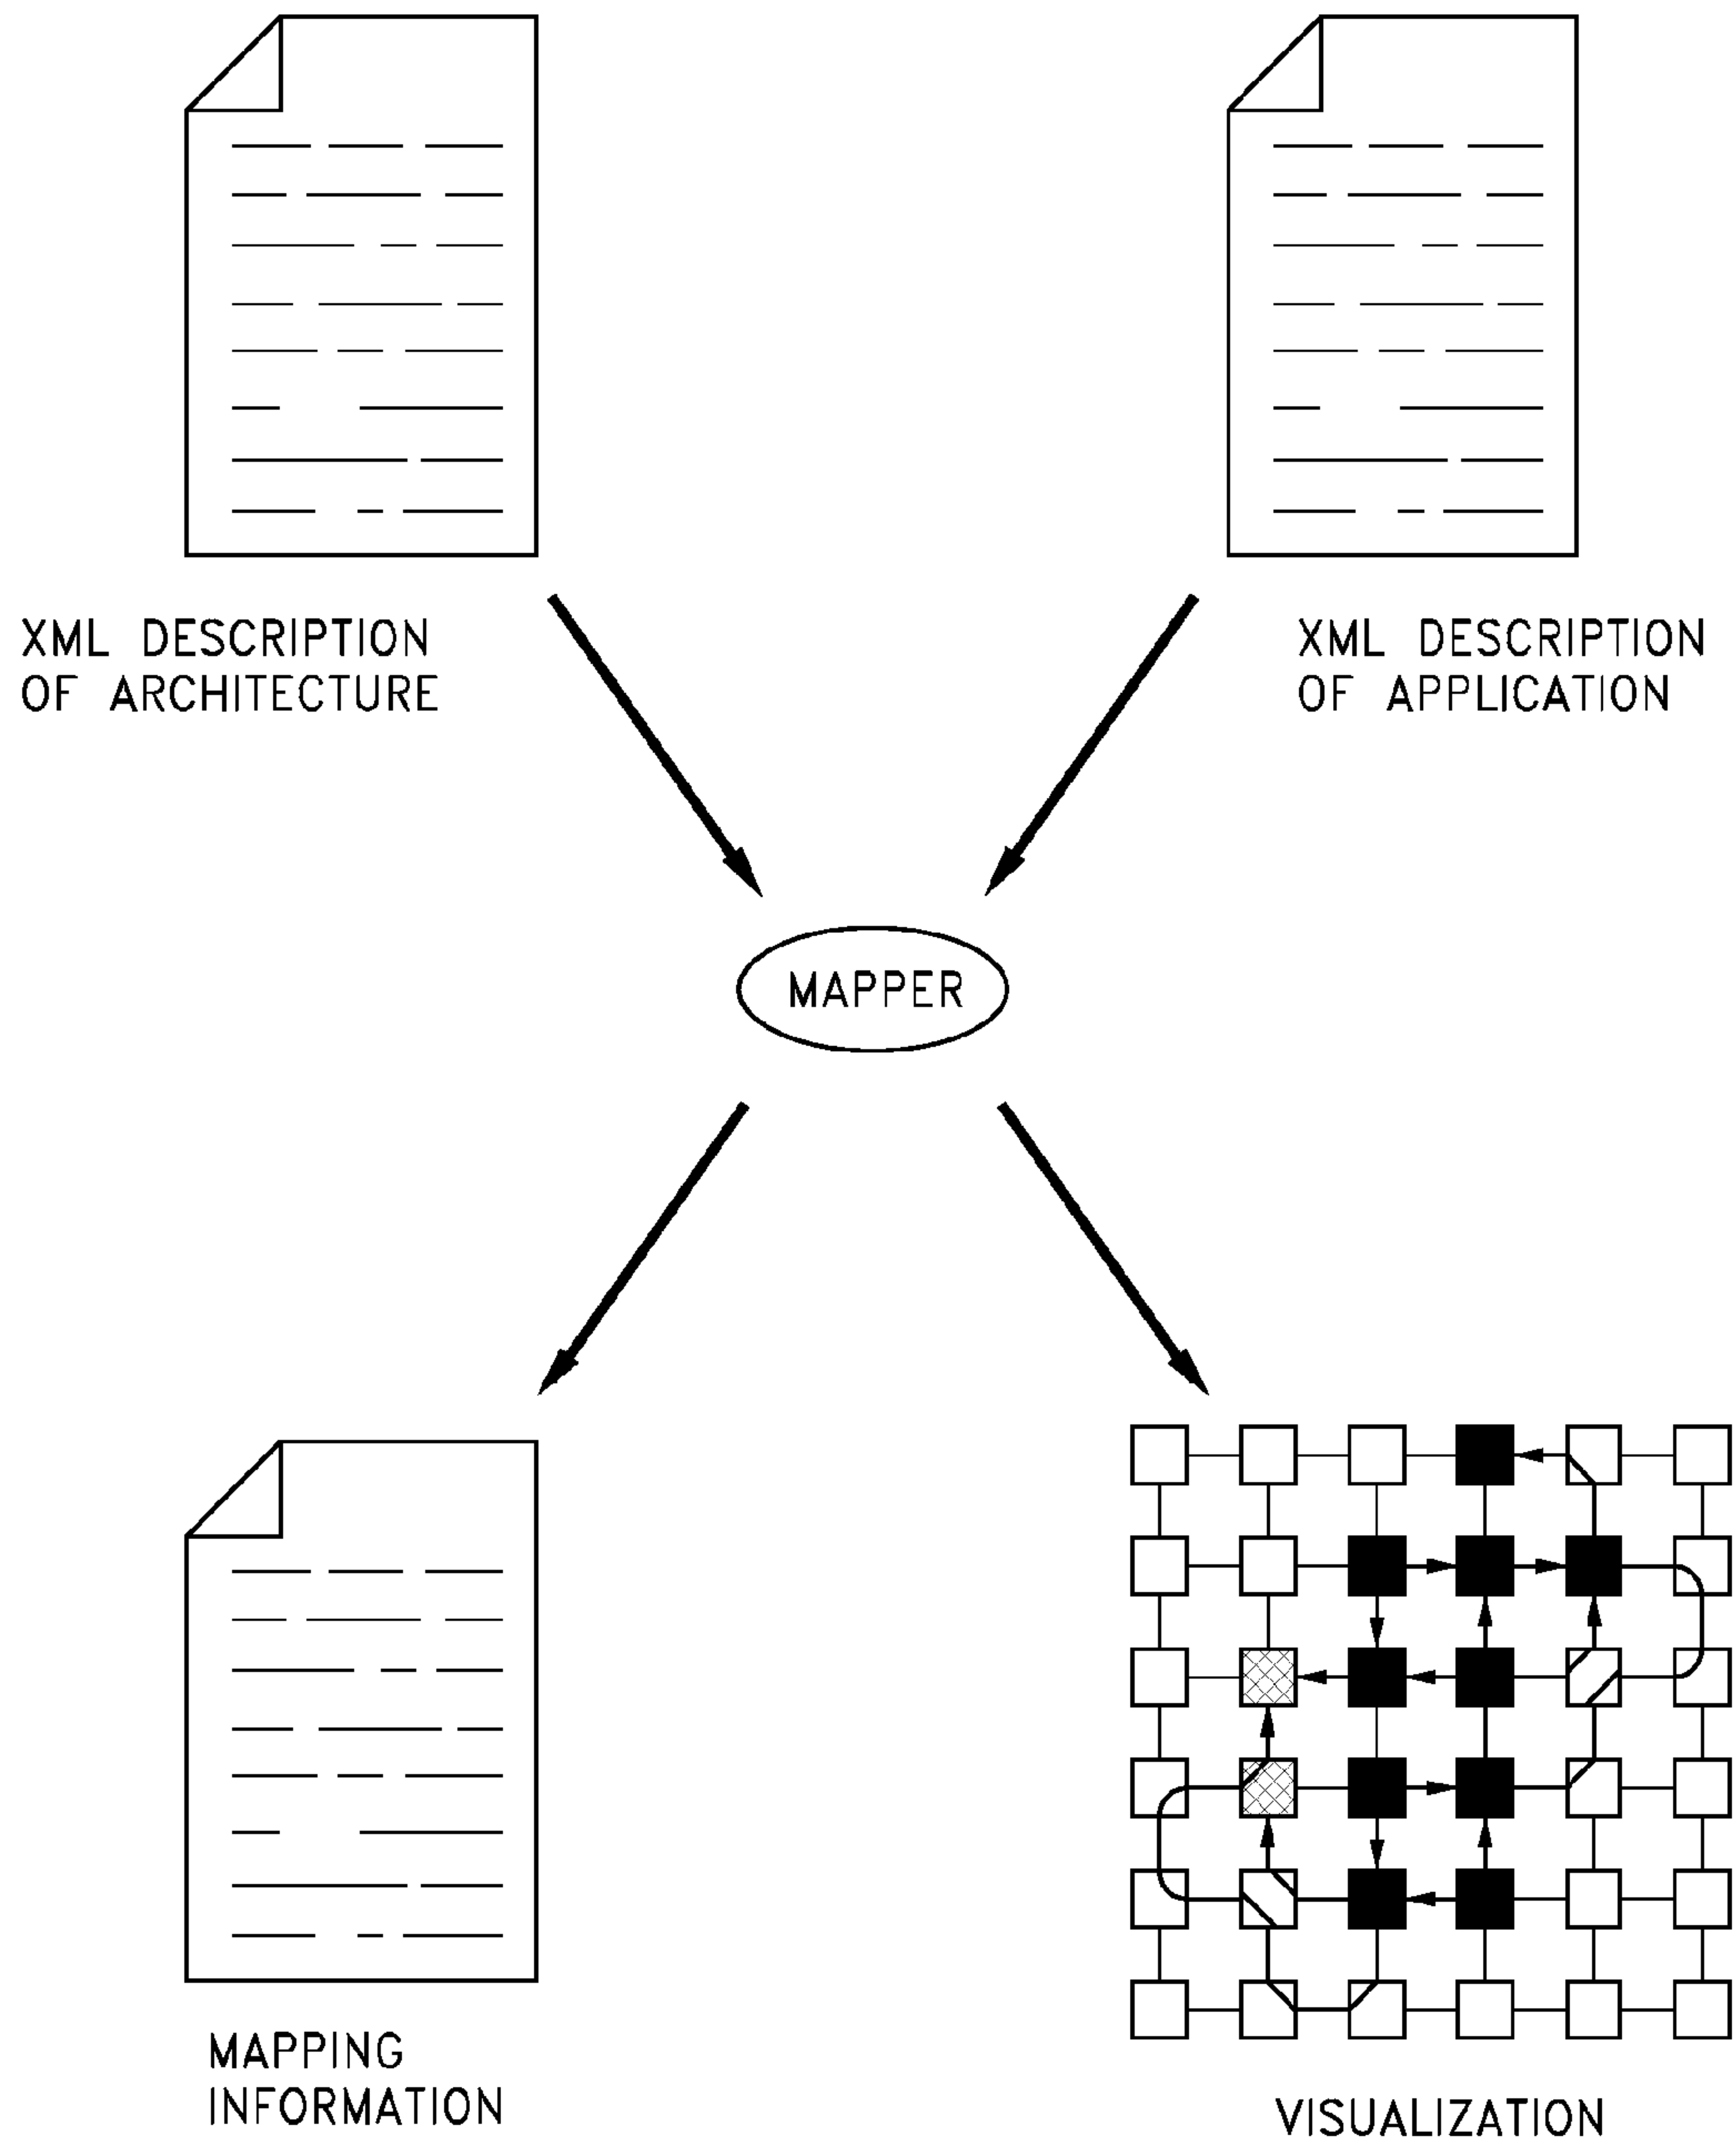 XML DESCRIPTION
OF ARCHITECTURE
XML DESCRIPTION
OF APPLICATION
MAPPER
MAPPING
INFORMATION
VISUALIZATION